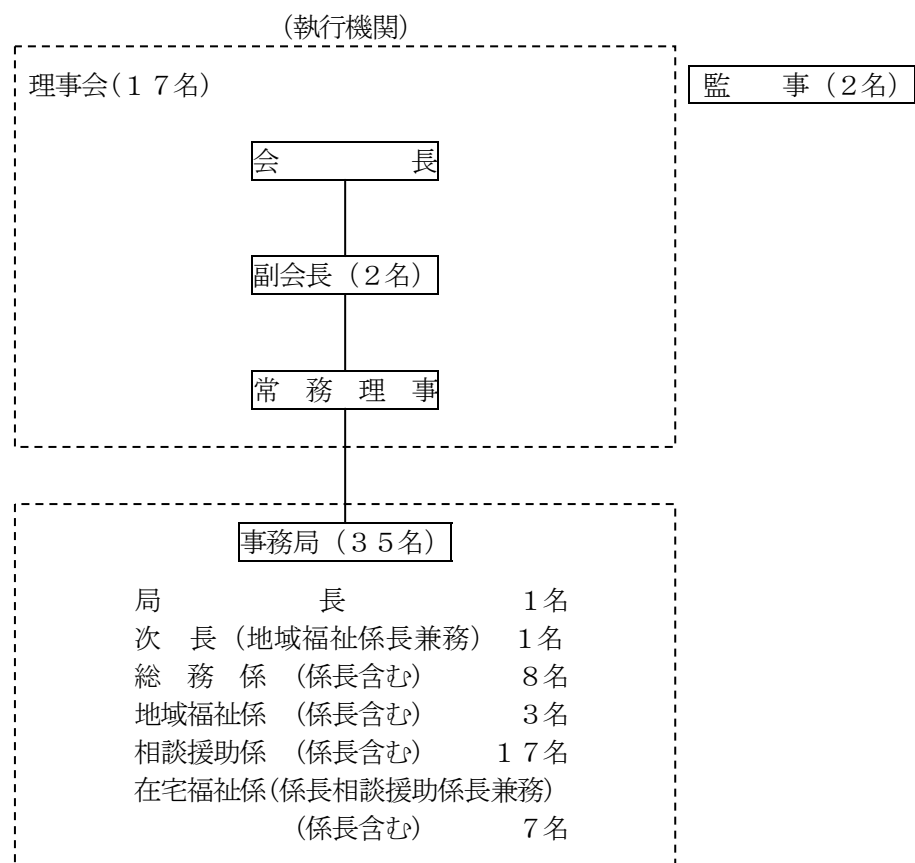 (執行機関)
理事会(１７名)
監　事（２名）
会　長
副会長（２名）
常務理事
事務局（３５名）
局　長　１名
次　長（地域福祉係長兼務）　１名
総務係　(係長含む)　８名
地域福祉係　(係長含む)　３名
相談援助係　(係長含む)　１７名
在宅福祉係(係長相談援助係長兼務)
(係長含む)　７名